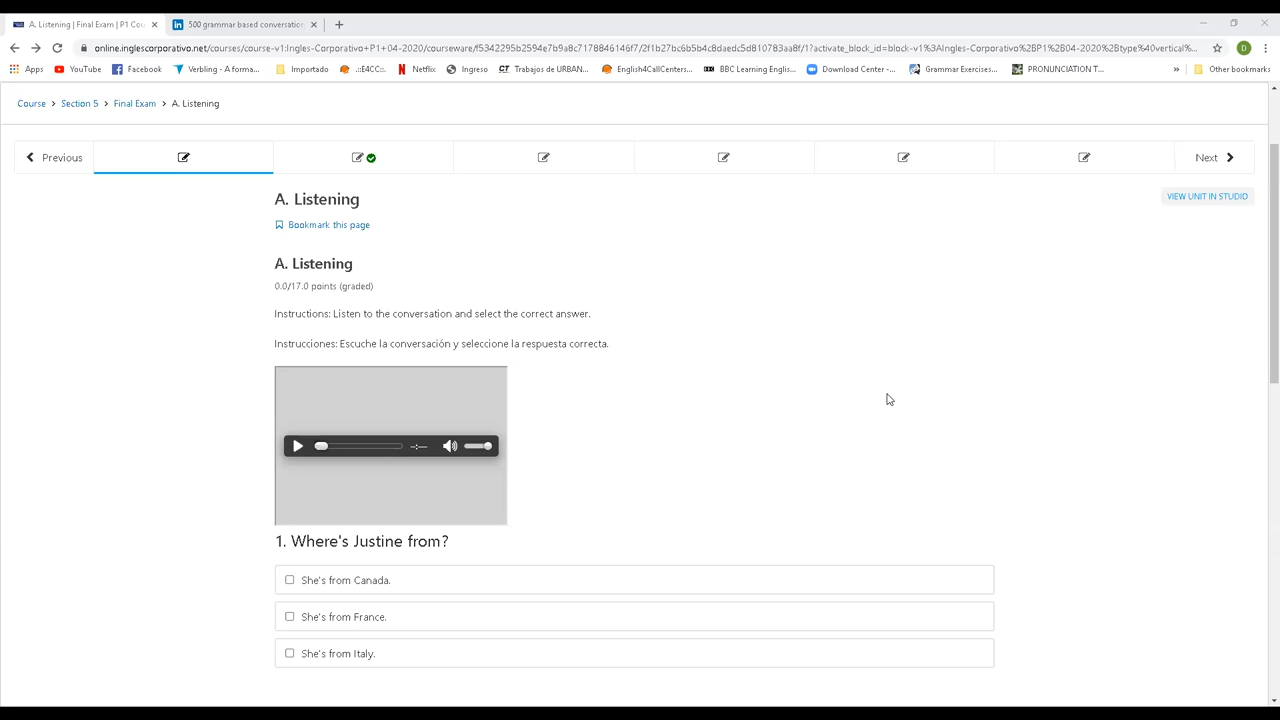 A. Listening | Final Exam | P1 Cou
500 grammar based conversation
online.inglescorporativo.net/courses/course-v1:Ingles-Corporativo+P1+04-2020/courseware/f5342295b2594e7b9a8c7178846146f7/2f1b27bc6b5b4c8daedc5d810783aa8f/1?activate_block_id=block-v1%3AIngles-Corporativo%2BP1%2B04-2020%2Btype%40vertical%...
D
Apps YouTube Facebook Verbling - A forma... Importado .::E4CC::. Netflix Ingreso Trabajos de URBAN... English4CallCenters... BBC Learning English... Download Center -... Grammar Exercises... PRONUNCIATION T... » Other bookmarks
Course > Section 5 > Final Exam > A. Listening
Previous Next
A. Listening
VIEW UNIT IN STUDIO
Bookmark this page
A. Listening
0.0/17.0 points (graded)
Instructions: Listen to the conversation and select the correct answer.
Instrucciones: Escuche la conversación y seleccione la respuesta correcta.
-:--
1. Where's Justine from?
She's from Canada.
She's from France.
She's from Italy.